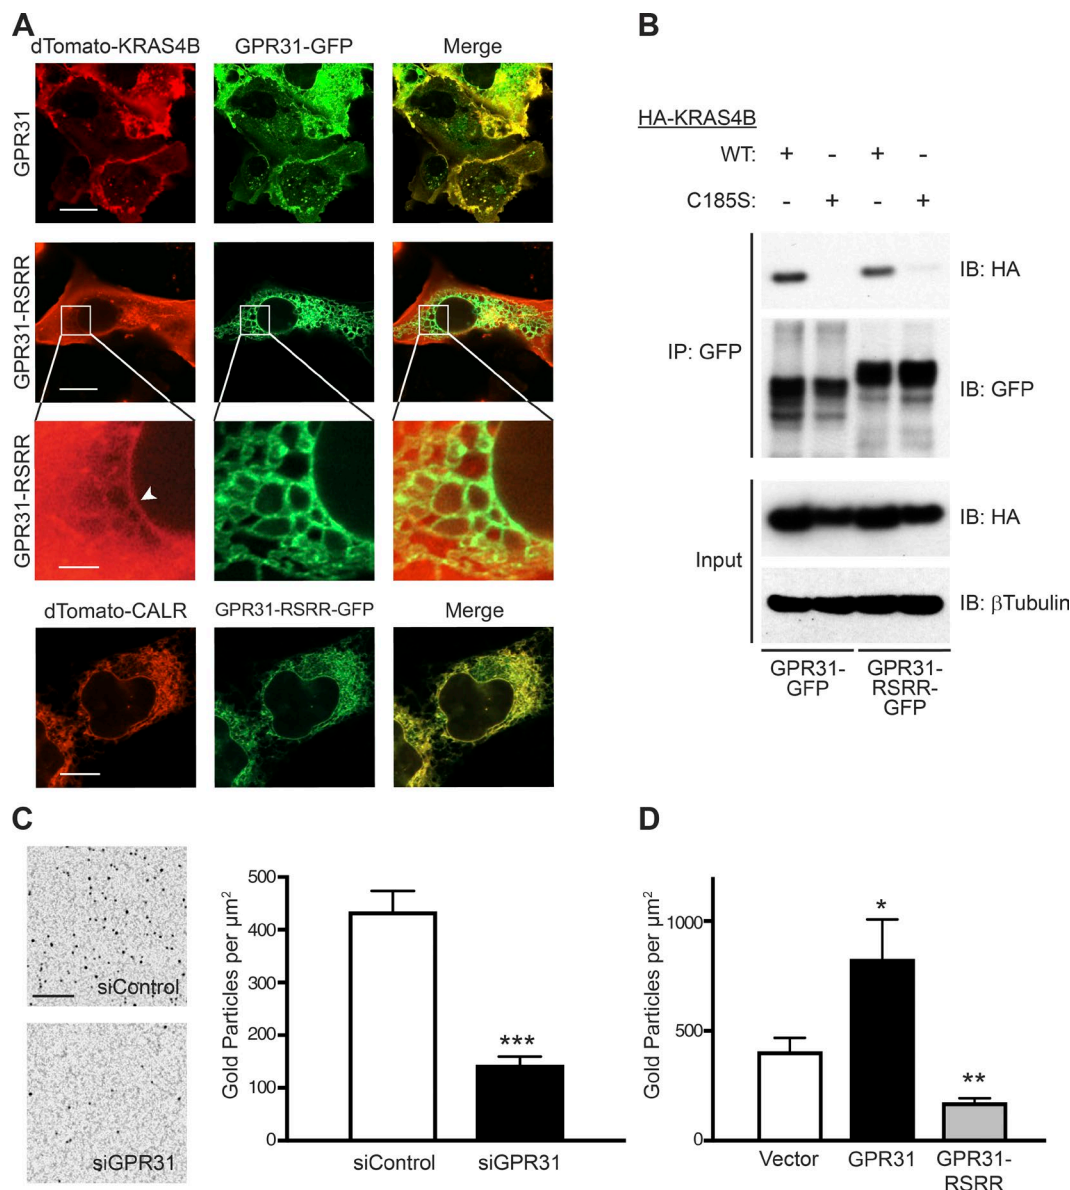 A
dTomato-KRAS4B GPR31-GFP Merge
GPR31
GPR31-RSRR
GPR31-RSRR
dTomato-CALR GPR31-RSRR-GFP Merge
B
HA-KRAS4B
WT: + - + -
C185S: - + - +
IP: GFP
IB: HA
IB: GFP
Input
IB: HA
IB: βTubulin
GPR31-
GFP
GPR31-
RSRR-
GFP
C
siControl
siGPR31
Gold Particles per µm²
500
400
300
200
100
0
***
siControl siGPR31
D
Gold Particles per µm²
1000
500
0
*
**
Vector GPR31 GPR31-
RSRR